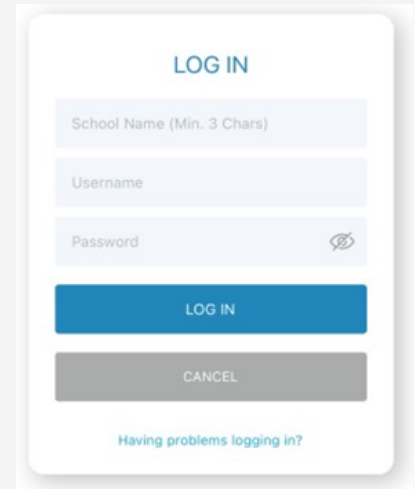 LOG IN
School Name (Min. 3 Chars)
Username
Password
LOG IN
CANCEL
Having problems logging in?